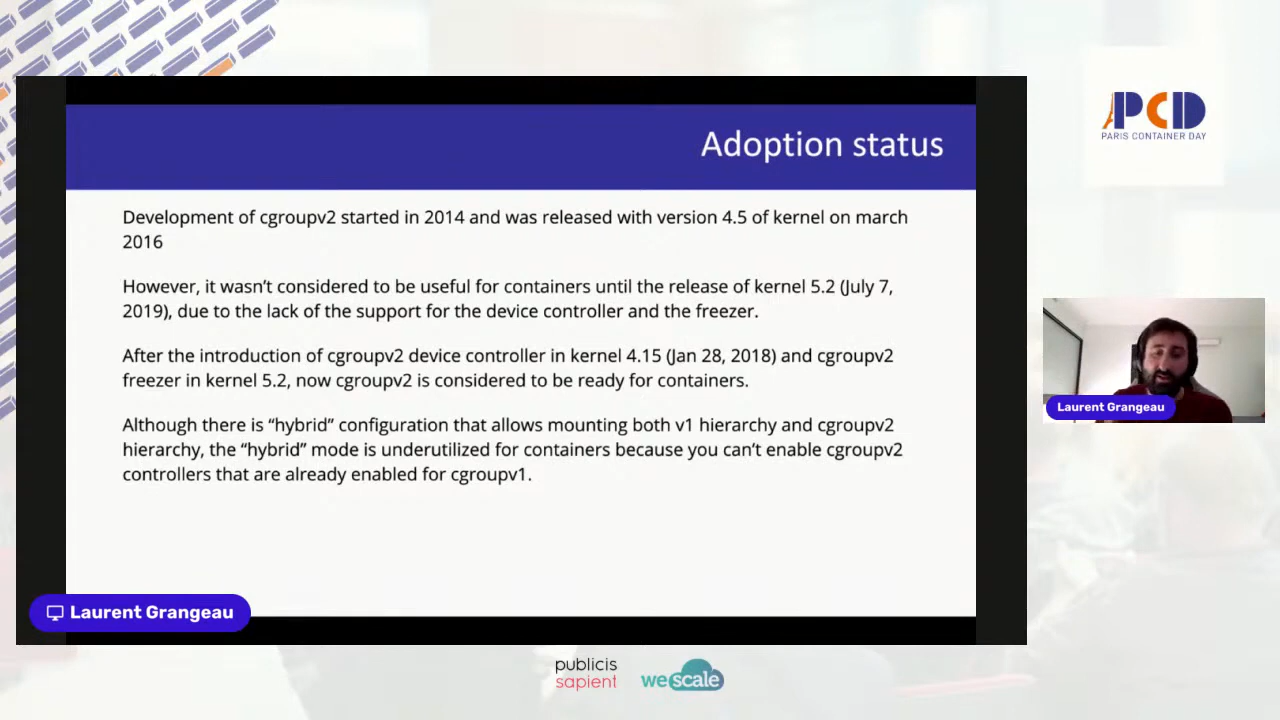 Adoption status
Development of cgroupv2 started in 2014 and was released with version 4.5 of kernel on march
2016
However, it wasn't considered to be useful for containers until the release of kernel 5.2 (July 7,
2019), due to the lack of the support for the device controller and the freezer.
After the introduction of cgroupv2 device controller in kernel 4.15 (Jan 28, 2018) and cgroupv2
freezer in kernel 5.2, now cgroupv2 is considered to be ready for containers.
Although there is “hybrid” configuration that allows mounting both v1 hierarchy and cgroupv2
hierarchy, the “hybrid” mode is underutilized for containers because you can't enable cgroupv2
controllers that are already enabled for cgroupv1.
Laurent Grangeau
PCD
PARIS CONTAINER DAY
Laurent Grangeau
publicis
sapient
wescale